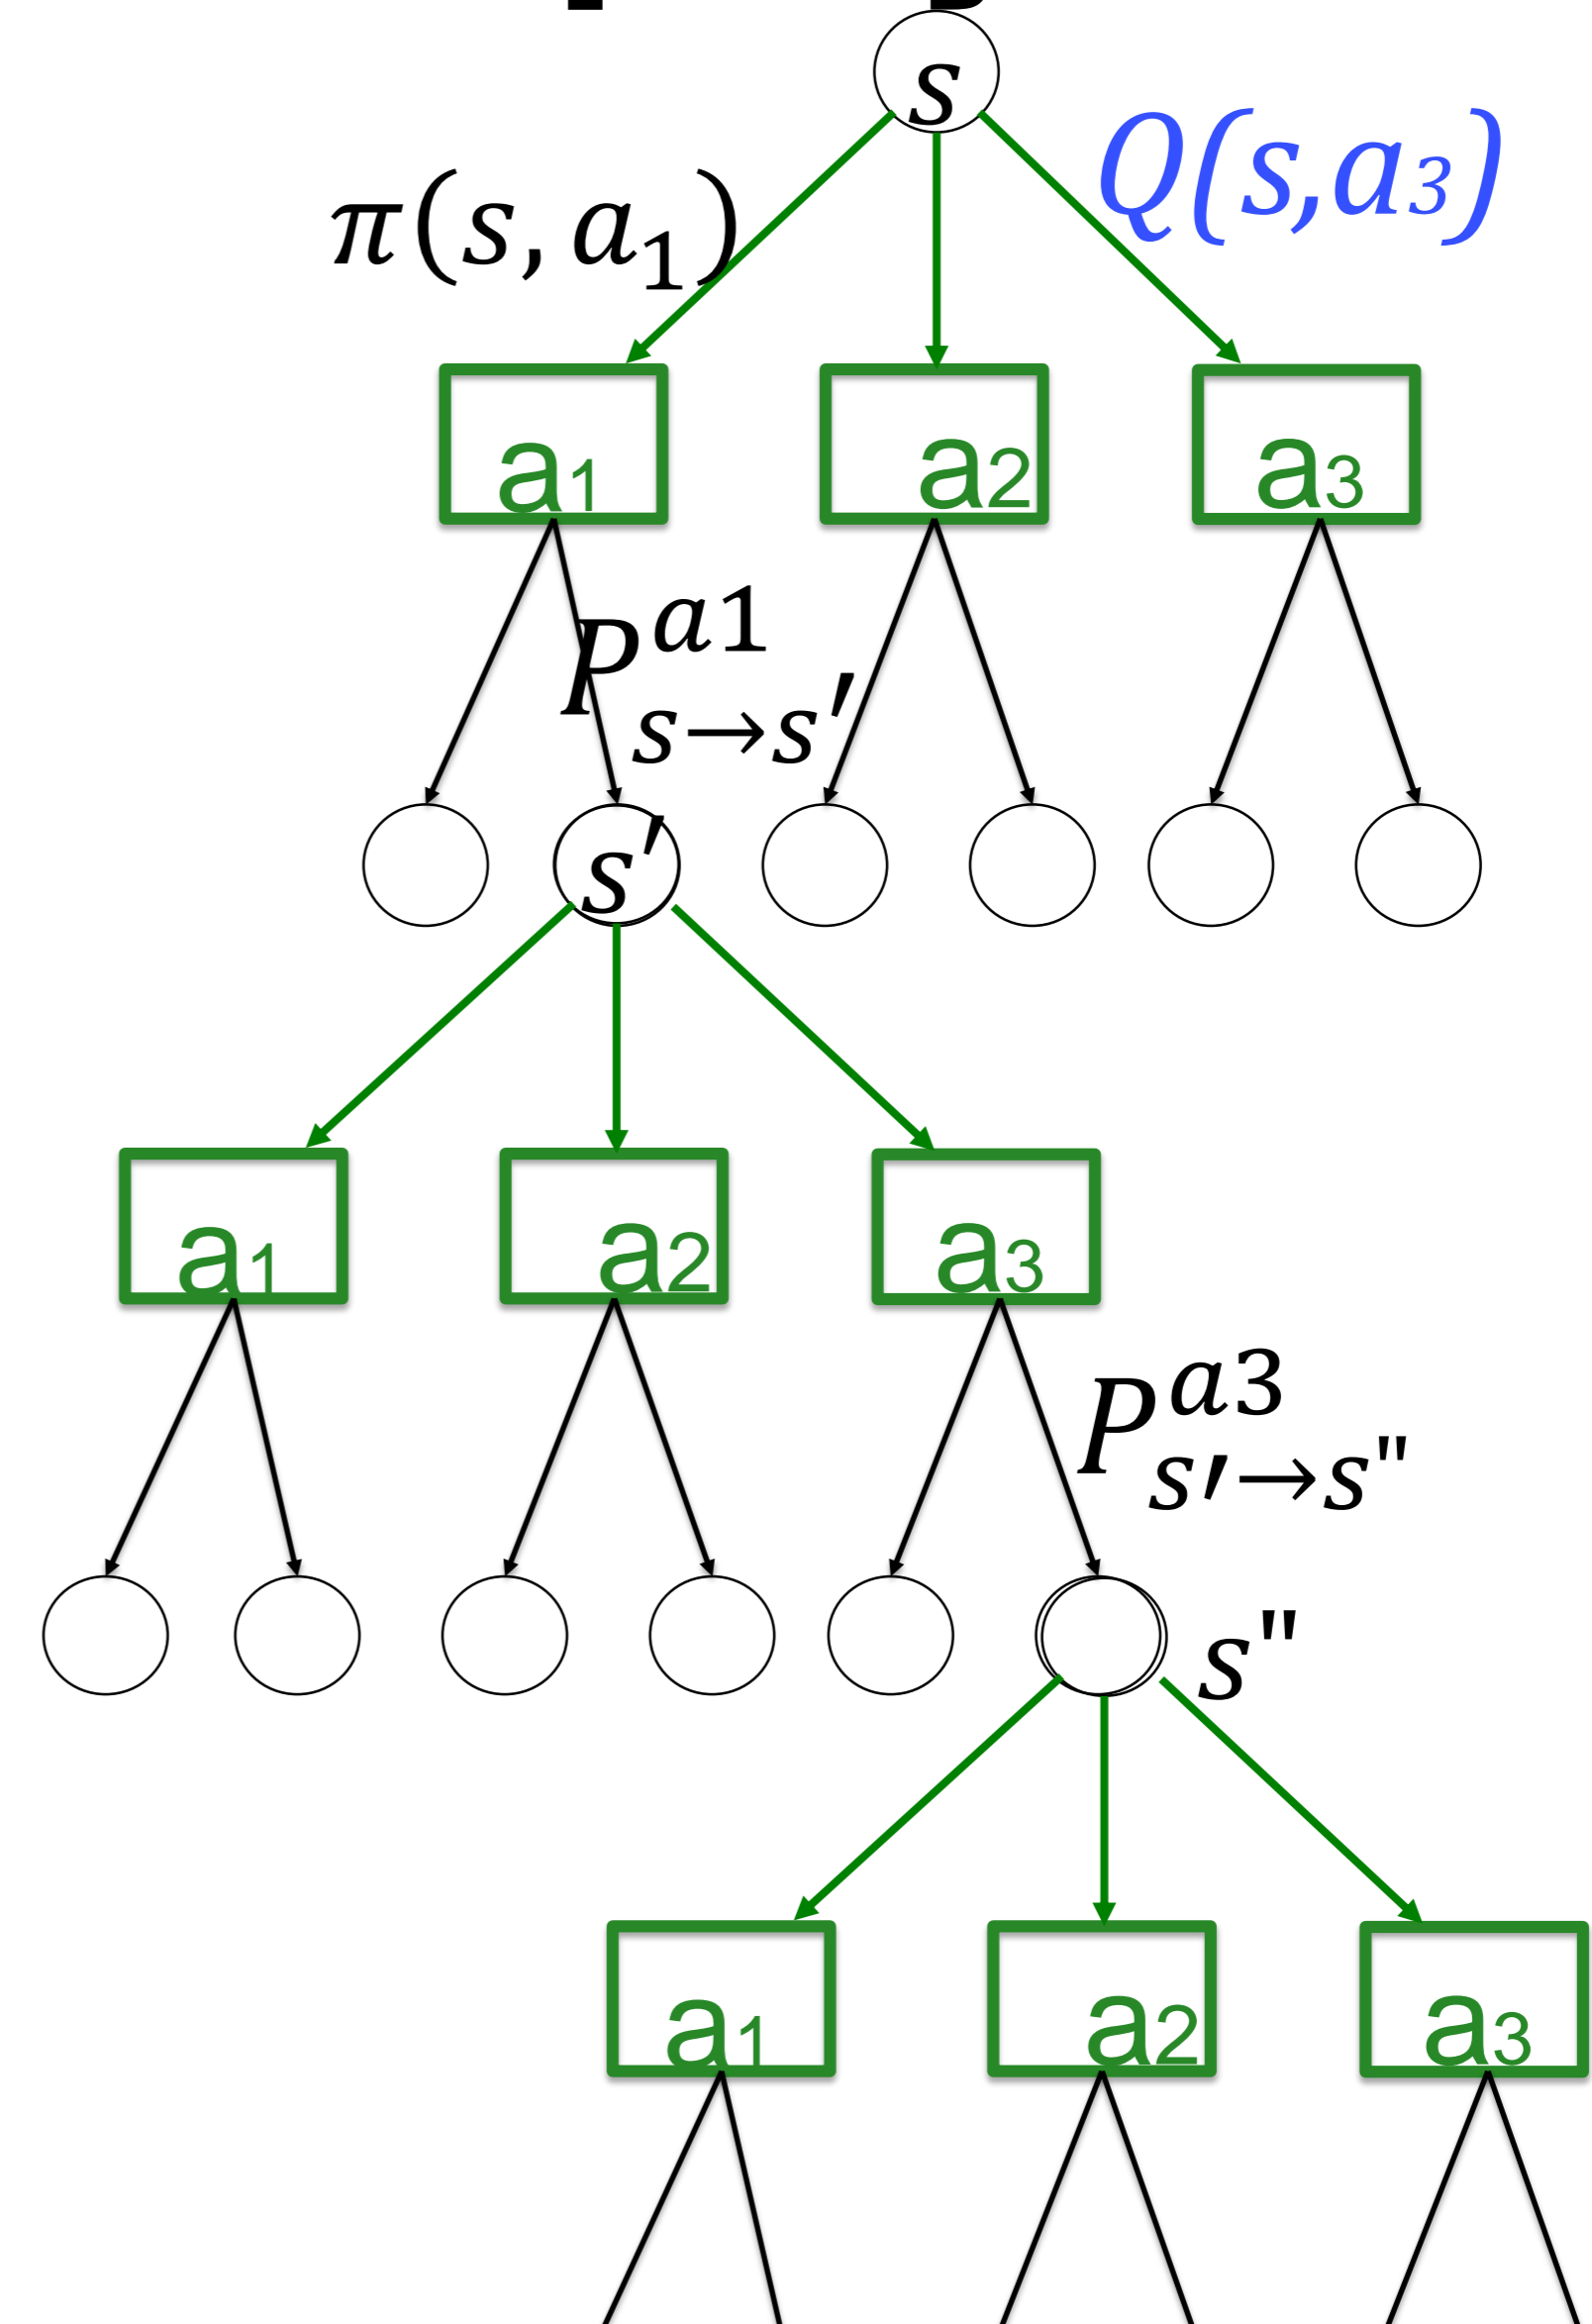 s
π(s, a₁)
Q(s,a₃)
a₁ a₂ a₃
P^{a1}_{s→s′}
s′
a₁ a₂ a₃
P^{a3}_{s′→s"}
s"
a₁ a₂ a₃